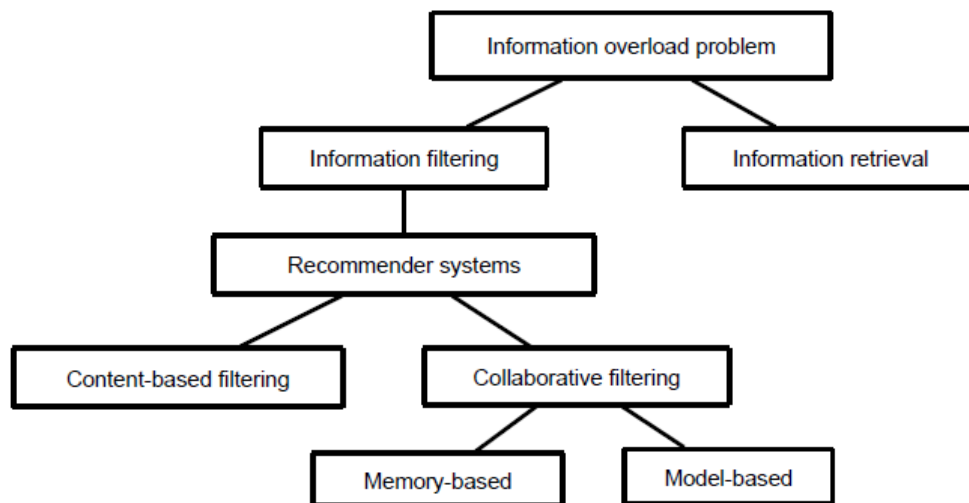 Information overload problem
Information filtering
Information retrieval
Recommender systems
Content-based filtering
Collaborative filtering
Memory-based
Model-based